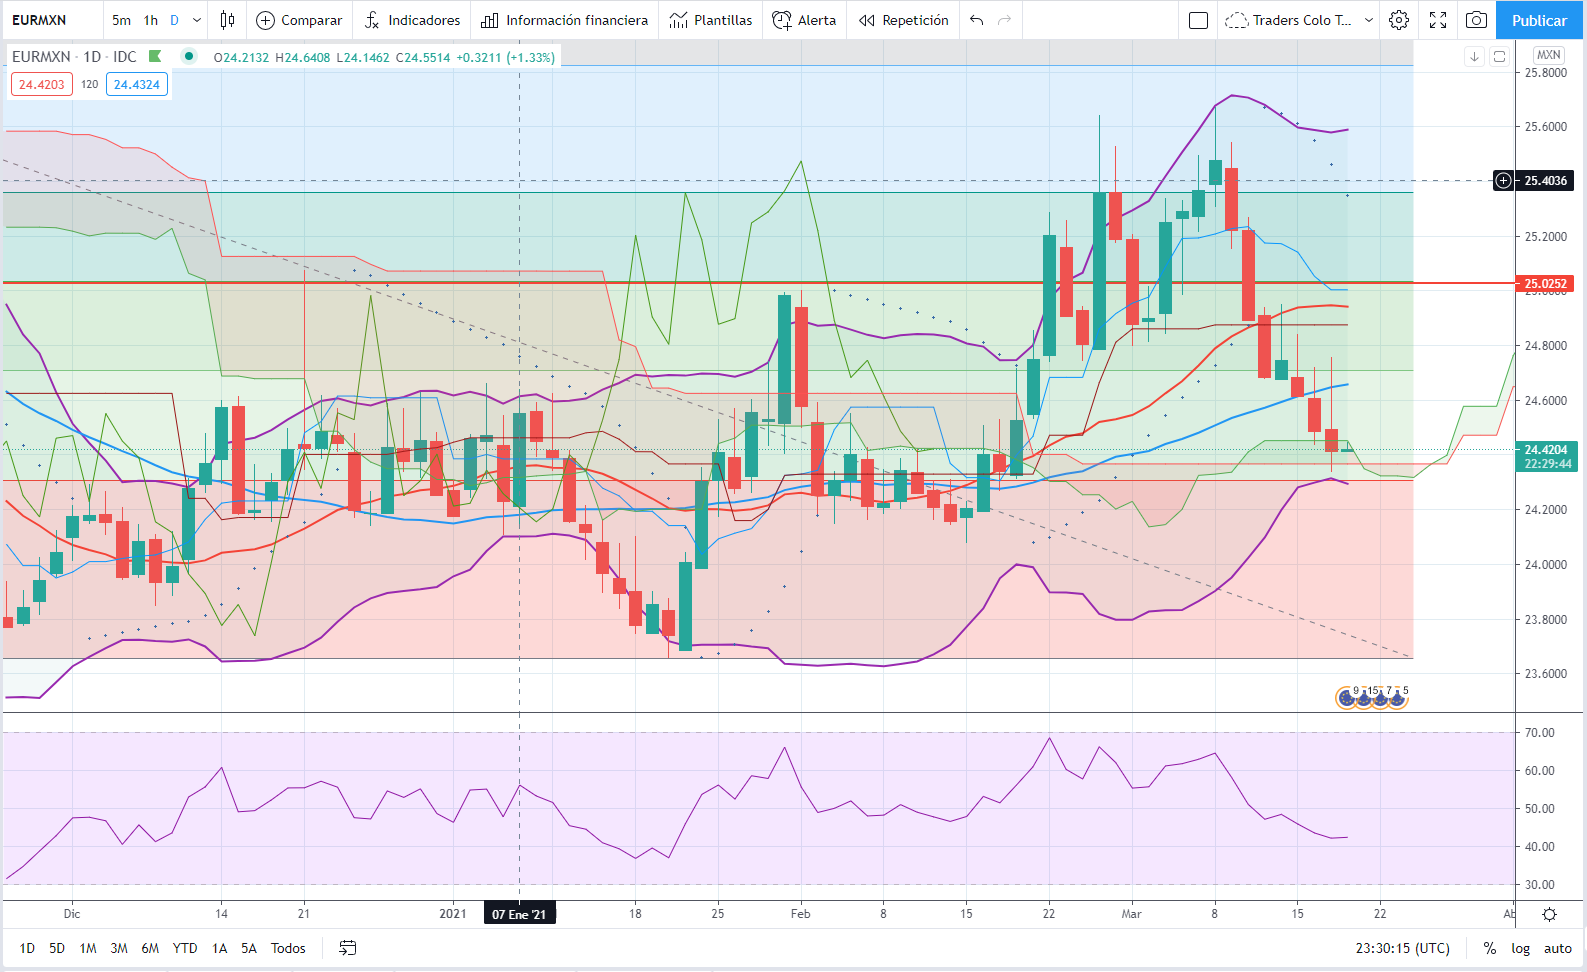 EURMXN 5m 1h D Comparar Indicadores Información financiera Plantillas Alerta Repetición Traders Colo T... Publicar
EURMXN · 1D · IDC O24.2132 H24.6408 L24.1462 C24.5514 +0.3211 (+1.33%)
24.4203 120 24.4324
MXN
25.8000
25.6000
25.4036
25.2000
25.0252
24.8000
24.6000
24.4204
22:29:44
24.2000
24.0000
23.8000
23.6000
9 15 7 5
70.00
60.00
50.00
40.00
30.00
Dic 14 21 2021 07 Ene '21 18 25 Feb 8 15 22 Mar 8 15 22 Ab
1D 5D 1M 3M 6M YTD 1A 5A Todos 23:30:15 (UTC) % log auto